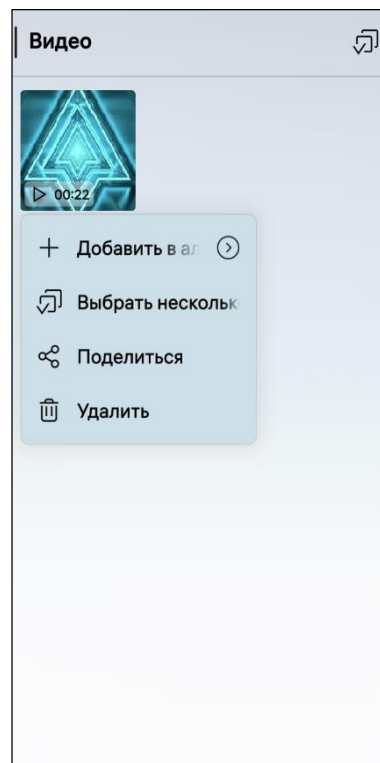 Видео
00:22
Добавить в ал
Выбрать нескольк
Поделиться
Удалить